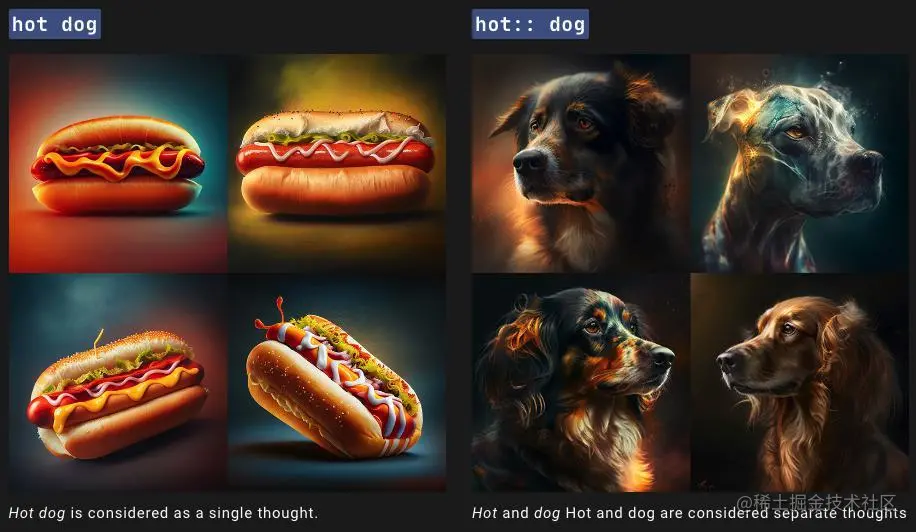 hot dog
hot:: dog
Hot dog is considered as a single thought.
Hot and dog Hot and dog are considered separate thoughts
@稀土掘金技术社区